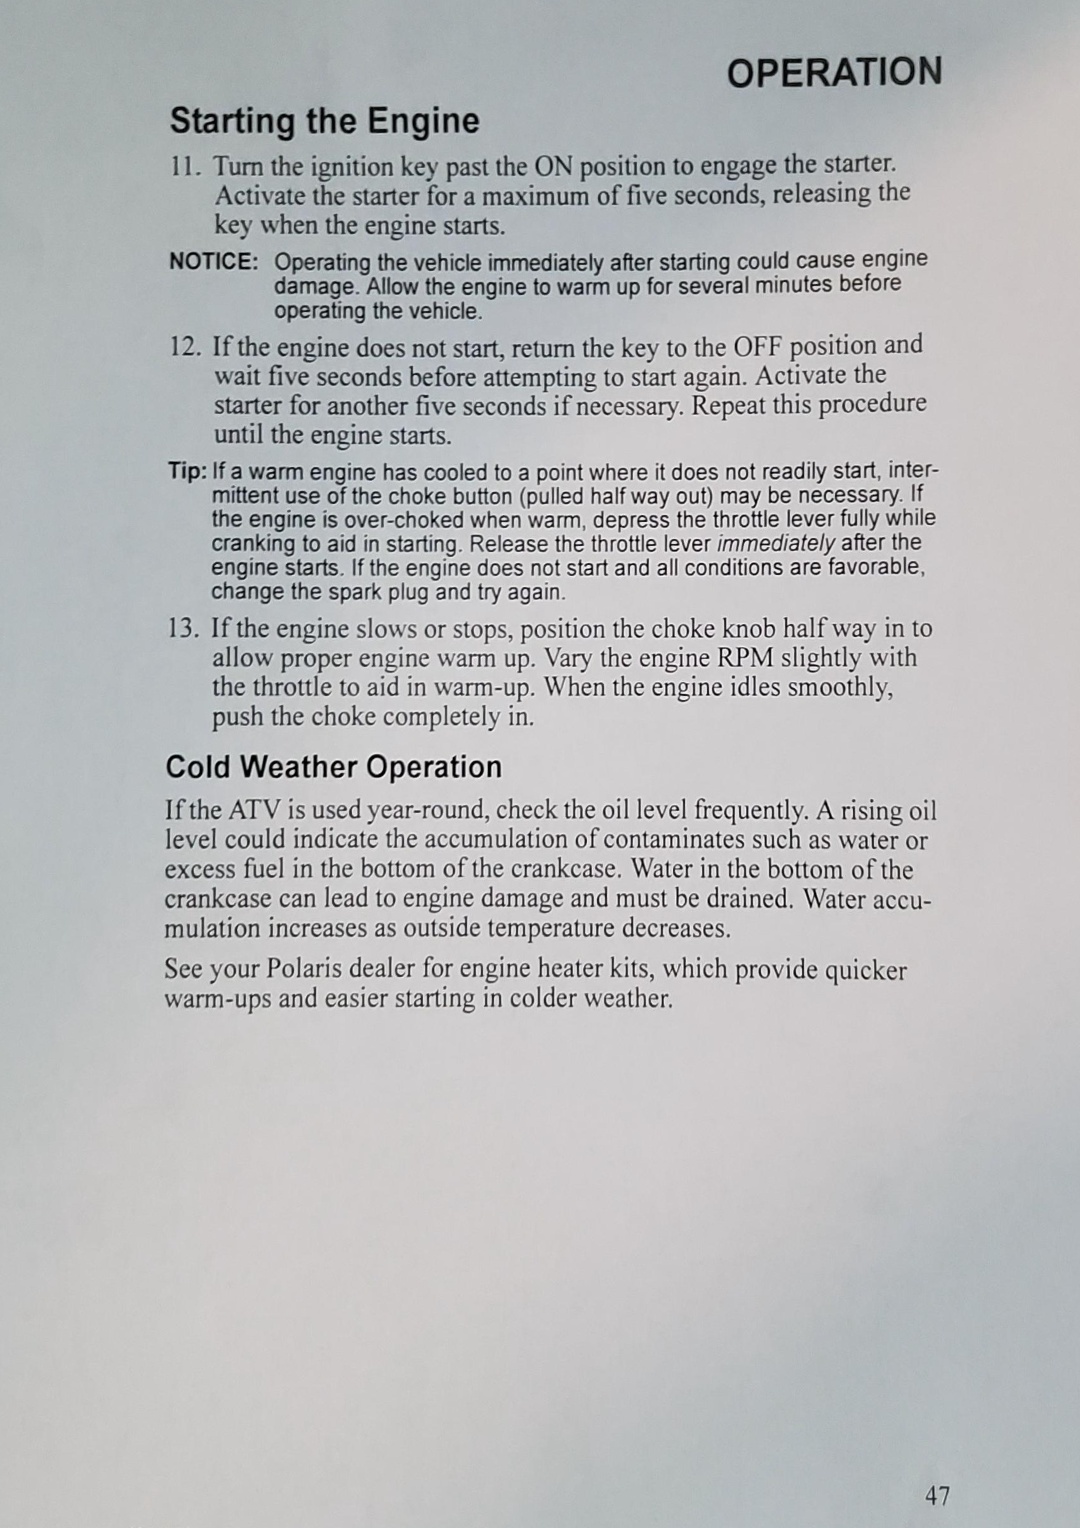 OPERATION
Starting the Engine
11. Turn the ignition key past the ON position to engage the starter.
Activate the starter for a maximum of five seconds, releasing the
key when the engine starts.
NOTICE: Operating the vehicle immediately after starting could cause engine
damage. Allow the engine to warm up for several minutes before
operating the vehicle.
12. If the engine does not start, return the key to the OFF position and
wait five seconds before attempting to start again. Activate the
starter for another five seconds if necessary. Repeat this procedure
until the engine starts.
Tip: If a warm engine has cooled to a point where it does not readily start, inter-
mittent use of the choke button (pulled half way out) may be necessary. If
the engine is over-choked when warm, depress the throttle lever fully while
cranking to aid in starting. Release the throttle lever immediately after the
engine starts. If the engine does not start and all conditions are favorable,
change the spark plug and try again.
13. If the engine slows or stops, position the choke knob half way in to
allow proper engine warm up. Vary the engine RPM slightly with
the throttle to aid in warm-up. When the engine idles smoothly,
push the choke completely in.
Cold Weather Operation
If the ATV is used year-round, check the oil level frequently. A rising oil
level could indicate the accumulation of contaminates such as water or
excess fuel in the bottom of the crankcase. Water in the bottom of the
crankcase can lead to engine damage and must be drained. Water accu-
mulation increases as outside temperature decreases.
See your Polaris dealer for engine heater kits, which provide quicker
warm-ups and easier starting in colder weather.
47